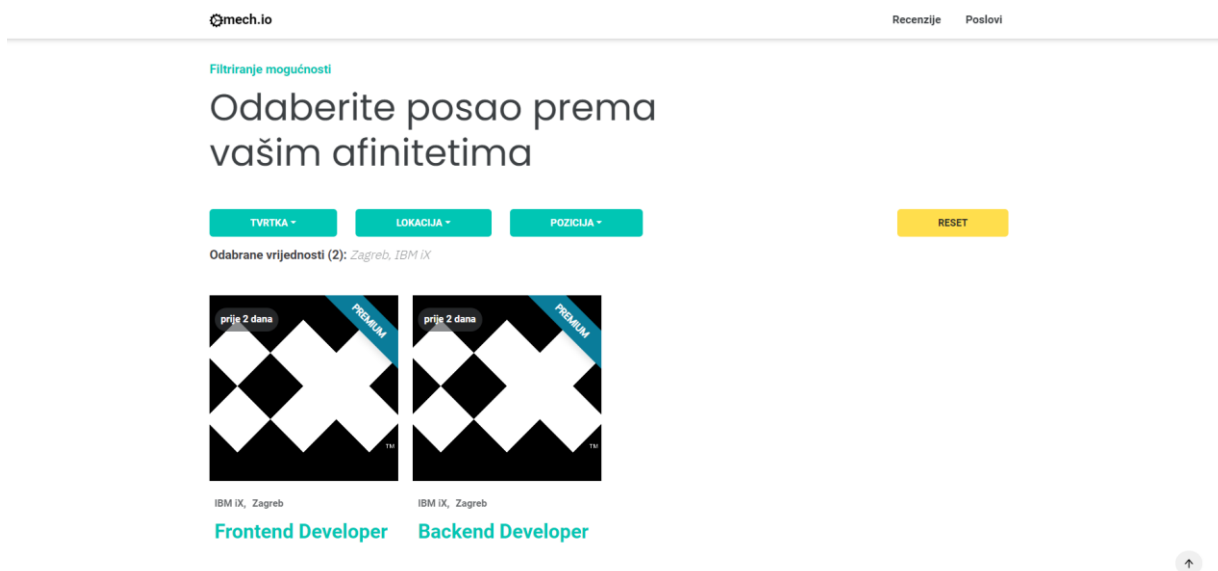 mech.io
Recenzije Poslovi
Filtriranje mogućnosti
Odaberite posao prema
vašim afinitetima
TVRTKA LOKACIJA POZICIJA RESET
Odabrane vrijednosti (2): Zagreb, IBM iX
prije 2 dana PREMIUM prije 2 dana PREMIUM
TM TM
IBM iX, Zagreb IBM iX, Zagreb
Frontend Developer Backend Developer